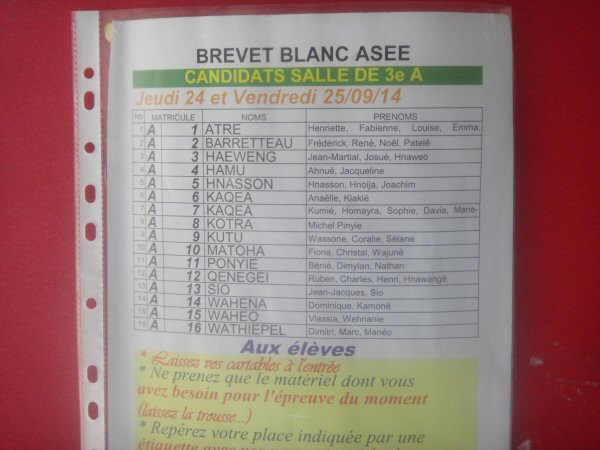 BREVET BLANC ASEE
CANDIDATS SALLE DE 3e A
Jeudi 24 et Vendredi 25/09/14
Nb MATRICULE NOMS PRENOMS
1 A 1 ATRE Henriette, Fabienne, Louise, Emma,
2 A 2 BARRETTEAU Frédérick, René, Noël, Patelë
3 A 3 HAEWENG Jean-Martial, Josué, Hnaweo
4 A 4 HAMU Ahnuë, Jacqueline
5 A 5 HNASSON Hnasson, Hnoija, Joachim
6 A 6 KAQEA Anaëlle, Kiakié
7 A 7 KAQEA Kumië, Homayra, Sophie, Davla, Marie-
8 A 8 KOTRA Michel Pinyie
9 A 9 KUTU Wassone, Coralie, Sélane
10 A 10 MATOHA Fiona, Christal, Wajunë
11 A 11 PONYIE Bénié, Dimylan, Nathan
12 A 12 QENEGEI Ruben, Charles, Henri, Hnawangë
13 A 13 SIO Jean-Jacques, Sio
14 A 14 WAHENA Dominique, Kamonë
15 A 15 WAHEO Vlassia, Wehnanie
16 A 16 WATHIEPEL Dimitri, Marc, Manéo
Aux élèves
* Laissez vos cartables à l'entrée
* Ne prenez que le matériel dont vous
avez besoin pour l'épreuve du moment
(laissez la trousse...)
* Repérez votre place indiquée par une
étiquette avec